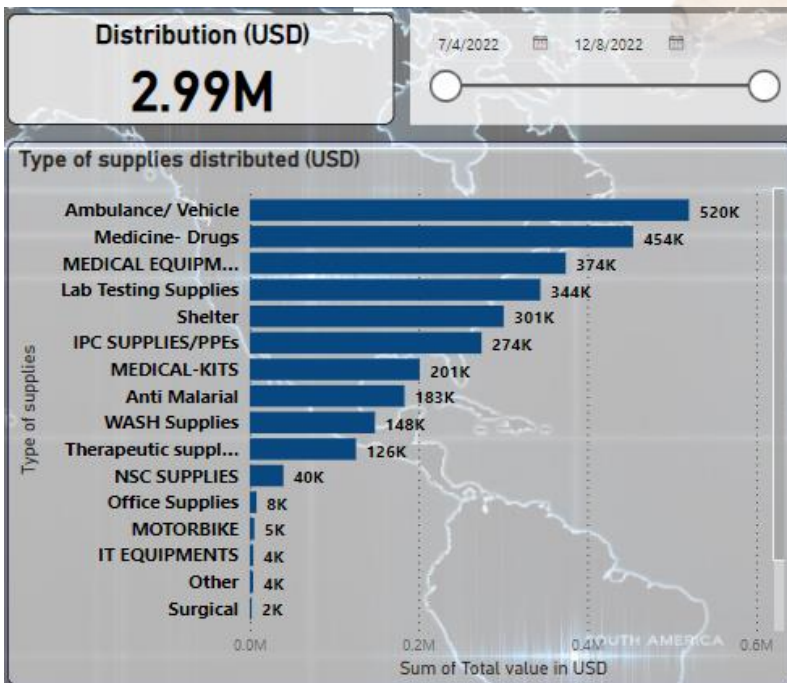 Distribution (USD)
2.99M
7/4/2022 12/8/2022
Type of supplies distributed (USD)
Ambulance/ Vehicle 520K
Medicine- Drugs 454K
MEDICAL EQUIPM... 374K
Lab Testing Supplies 344K
Shelter 301K
IPC SUPPLIES/PPEs 274K
MEDICAL-KITS 201K
Anti Malarial 183K
WASH Supplies 148K
Therapeutic suppl... 126K
NSC SUPPLIES 40K
Office Supplies 8K
MOTORBIKE 5K
IT EQUIPMENTS 4K
Other 4K
Surgical 2K
Type of supplies
0.0M 0.2M 0.4M 0.6M
SOUTH AMERICA
Sum of Total value in USD